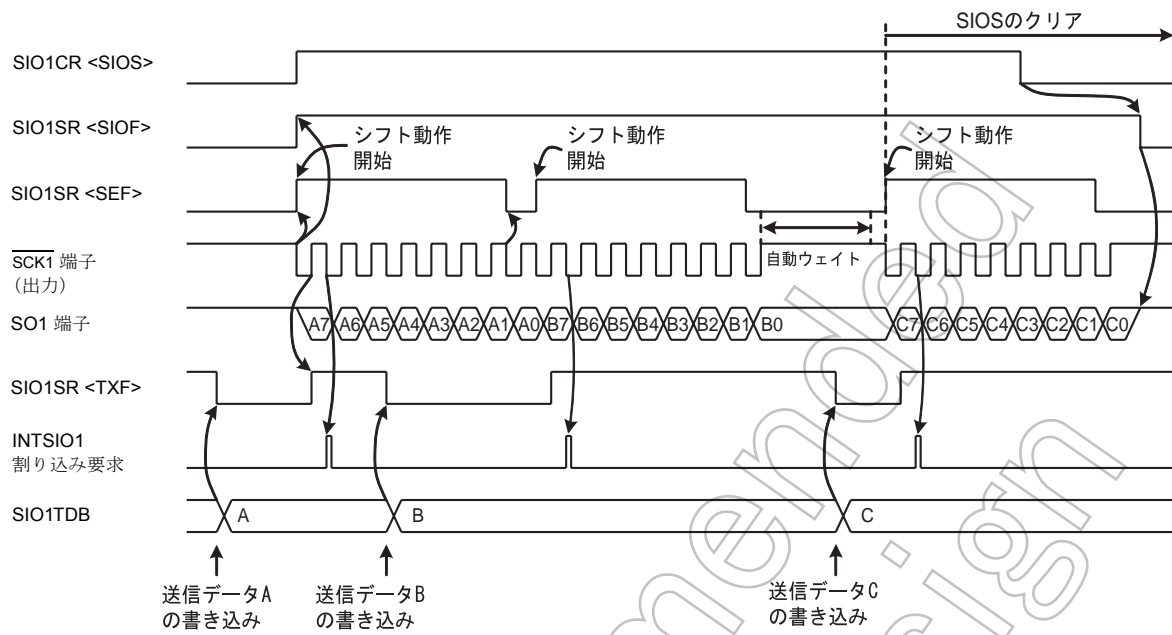 SIOSのクリア
SIO1CR <SIOS>
SIO1SR <SIOF>
シフト動作
開始
シフト動作
開始
シフト動作
開始
SIO1SR <SEF>
SCK1 端子
(出力)
自動ウェイト
SO1 端子
A7 A6 A5 A4 A3 A2 A1 A0 B7 B6 B5 B4 B3 B2 B1 B0 C7 C6 C5 C4 C3 C2 C1 C0
SIO1SR <TXF>
INTSIO1
割り込み要求
SIO1TDB
A
B
C
送信データA
の書き込み
送信データB
の書き込み
送信データC
の書き込み
mended
sign